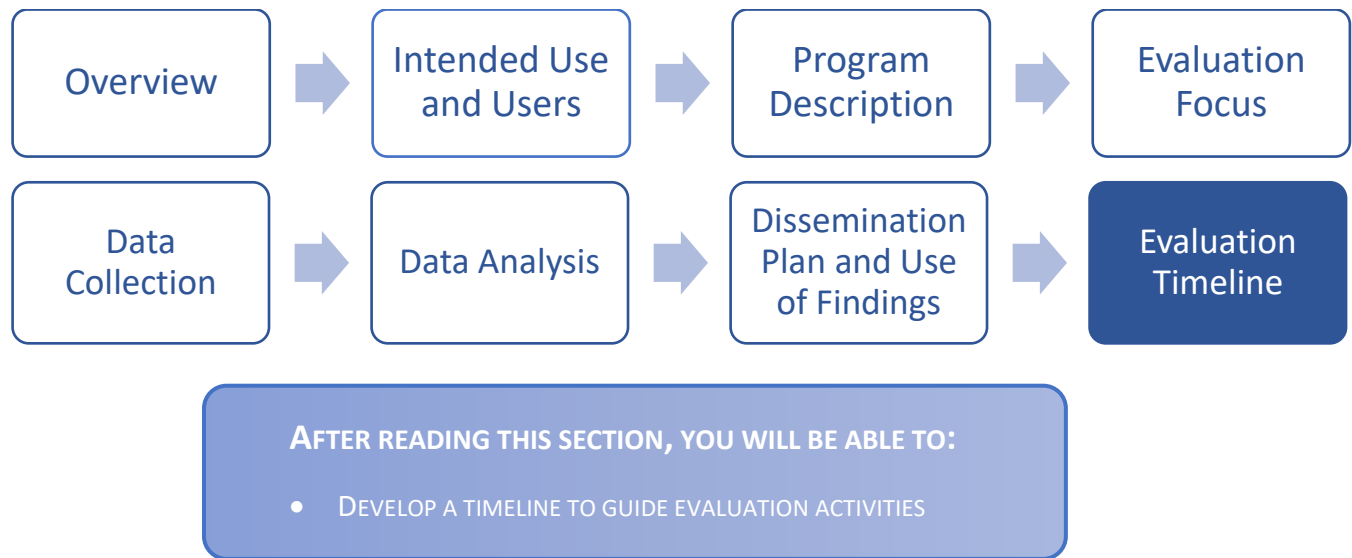 Overview
Intended Use
and Users
Program
Description
Evaluation
Focus
Data
Collection
Data Analysis
Dissemination
Plan and Use
of Findings
Evaluation
Timeline
AFTER READING THIS SECTION, YOU WILL BE ABLE TO:
• DEVELOP A TIMELINE TO GUIDE EVALUATION ACTIVITIES